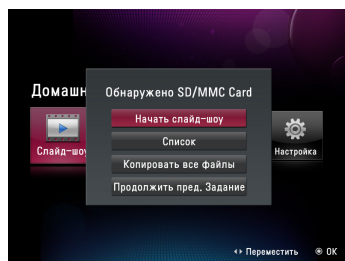 Домашн
Обнаружено SD/MMC Card
Начать слайд-шоу
Список
Копировать все файлы
Продолжить пред. Задание
Слайд-шоу
Настройка
Переместить
OK